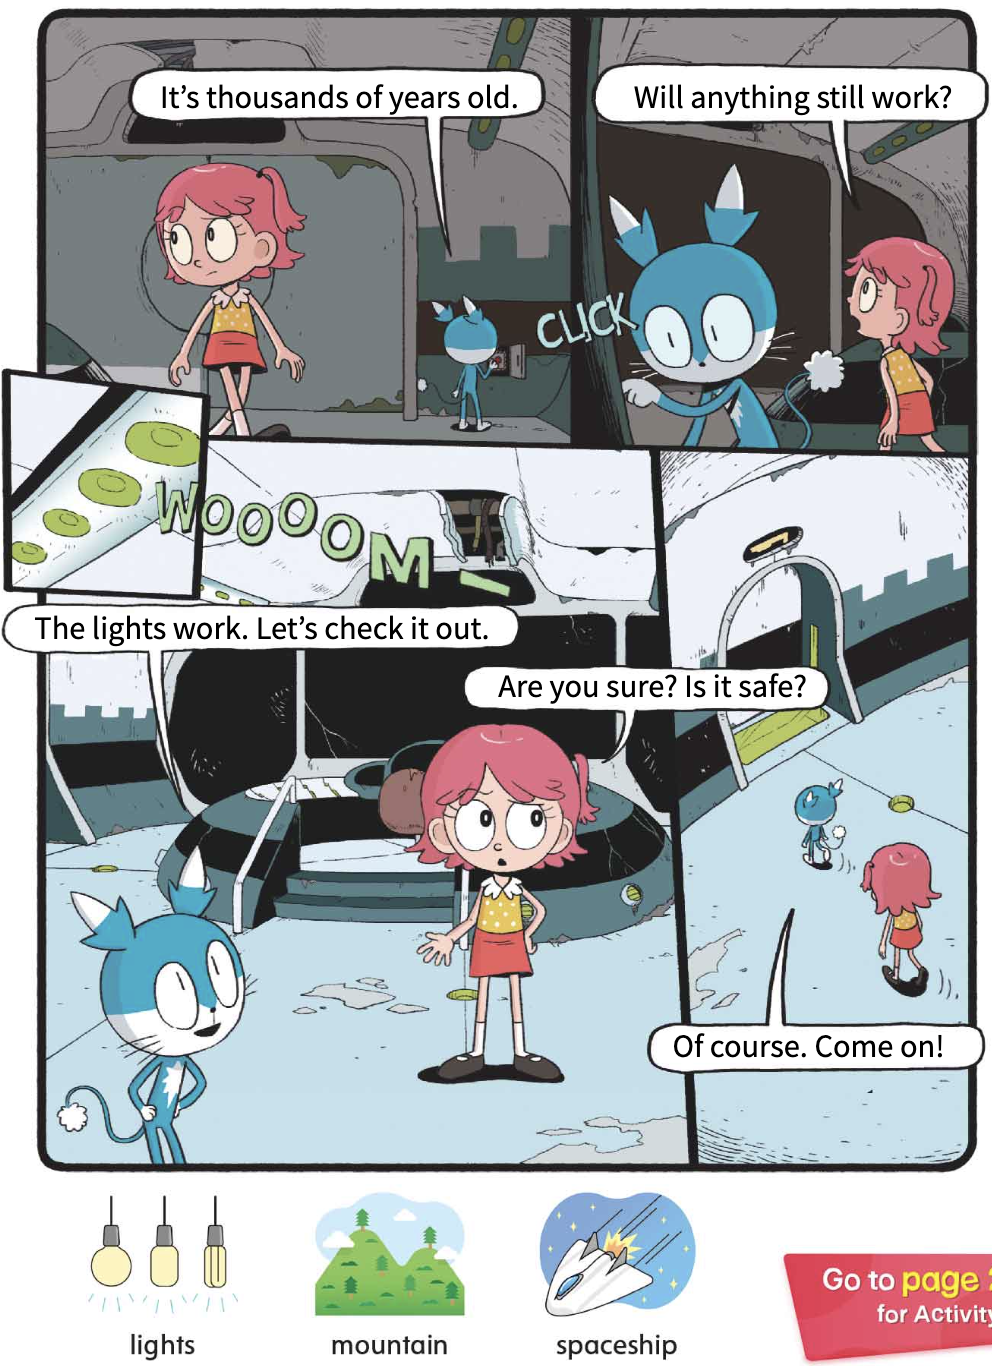 It's thousands of years old.
Will anything still work?
CLICK
WOOOOM
The lights work. Let's check it out.
Are you sure? Is it safe?
Of course. Come on!
lights
mountain
spaceship
Go to page
for Activity